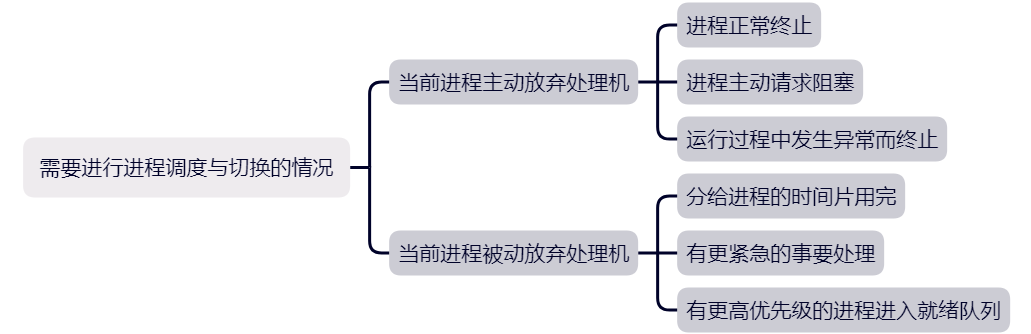 需要进行进程调度与切换的情况
当前进程主动放弃处理机
进程正常终止
进程主动请求阻塞
运行过程中发生异常而终止
当前进程被动放弃处理机
分给进程的时间片用完
有更紧急的事要处理
有更高优先级的进程进入就绪队列